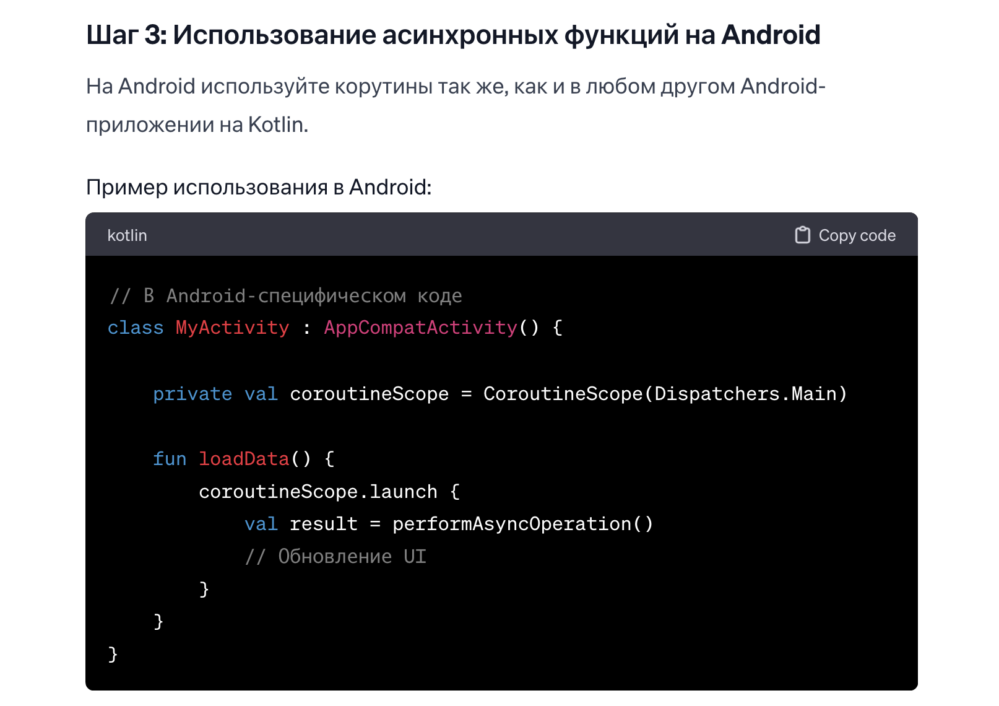 Шаг 3: Использование асинхронных функций на Android
На Android используйте корутины так же, как и в любом другом Android-
приложении на Kotlin.
Пример использования в Android:
kotlin
Copy code
// В Android-специфическом коде
class MyActivity : AppCompatActivity() {
    private val coroutineScope = CoroutineScope(Dispatchers.Main)
    fun loadData() {
        coroutineScope.launch {
            val result = performAsyncOperation()
            // Обновление UI
        }
    }
}